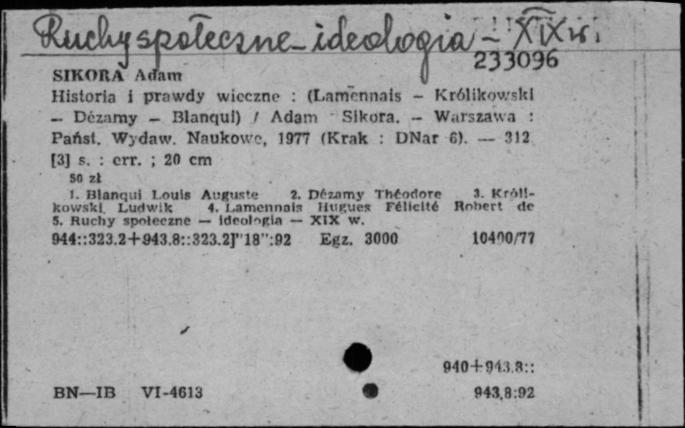 Ruchy społeczne - ideologia - XIX w.
233096
SIKORA Adam
Historia i prawdy wieczne : (Lamennais — Królikowski
— Dézamy — Blanqui) / Adam Sikora. — Warszawa :
Państ. Wydaw. Naukowe, 1977 (Krak : DNar 6). — 312
[3] s. : err. ; 20 cm
50 zł
1. Blanqui Louis Auguste 2. Dézamy Théodore 3. Króli-
kowski Ludwik 4. Lamennais Hugues Félicité Robert de
5. Ruchy społeczne — ideologia — XIX w.
944::323.2+943.8::323.2]"18":92 Egz. 3000 10400/77
940+943.8::
BN—IB VI-4613 943.8:92